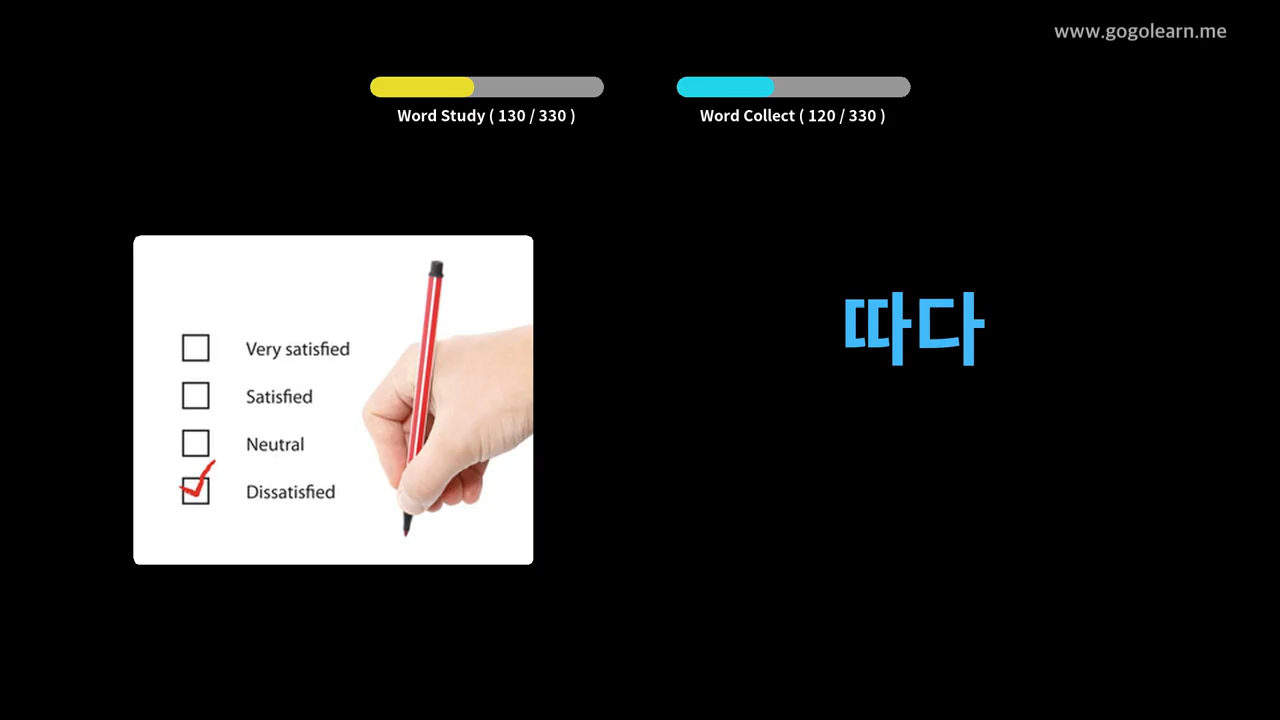 www.gogolearn.me
Word Study ( 130 / 330 )
Word Collect ( 120 / 330 )
Very satisfied
Satisfied
Neutral
Dissatisfied
따다